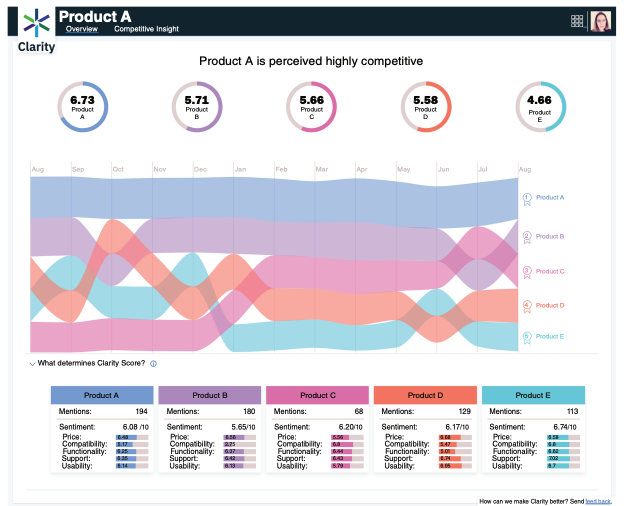 Product A
Overview Competitive Insight
Clarity
Product A is perceived highly competitive
6.73 Product A
5.71 Product B
5.66 Product C
5.58 Product D
4.66 Product E
Aug Sep Oct Nov Dec Jan Feb Mar Apr May Jun Jul Aug
1 Product A
2 Product B
3 Product C
4 Product D
5 Product E
What determines Clarity Score?
Product A Product B Product C Product D Product E
Mentions: 194 Mentions: 180 Mentions: 68 Mentions: 129 Mentions: 113
Sentiment: 6.08 /10 Sentiment: 5.65/10 Sentiment: 6.20/10 Sentiment: 6.17/10 Sentiment: 6.74/10
Price: 6.48 Price: 6.56 Price: 5.56 Price: Price: 6.58
Compatibility: 6.17 Compatibility: 2.75 Compatibility: 6.8 Compatibility: 5.47 Compatibility: 6.8
Functionality: 6.25 Functionality: 6.37 Functionality: 6.44 Functionality: 5.01 Functionality: 6.62
Support: 6.35 Support: 6.42 Support: 6.43 Support: 6.74 Support: 7.02
Usability: 6.14 Usability: 6.13 Usability: 5.79 Usability: 6.95 Usability: 6.7
How can we make Clarity better? Send feed back.